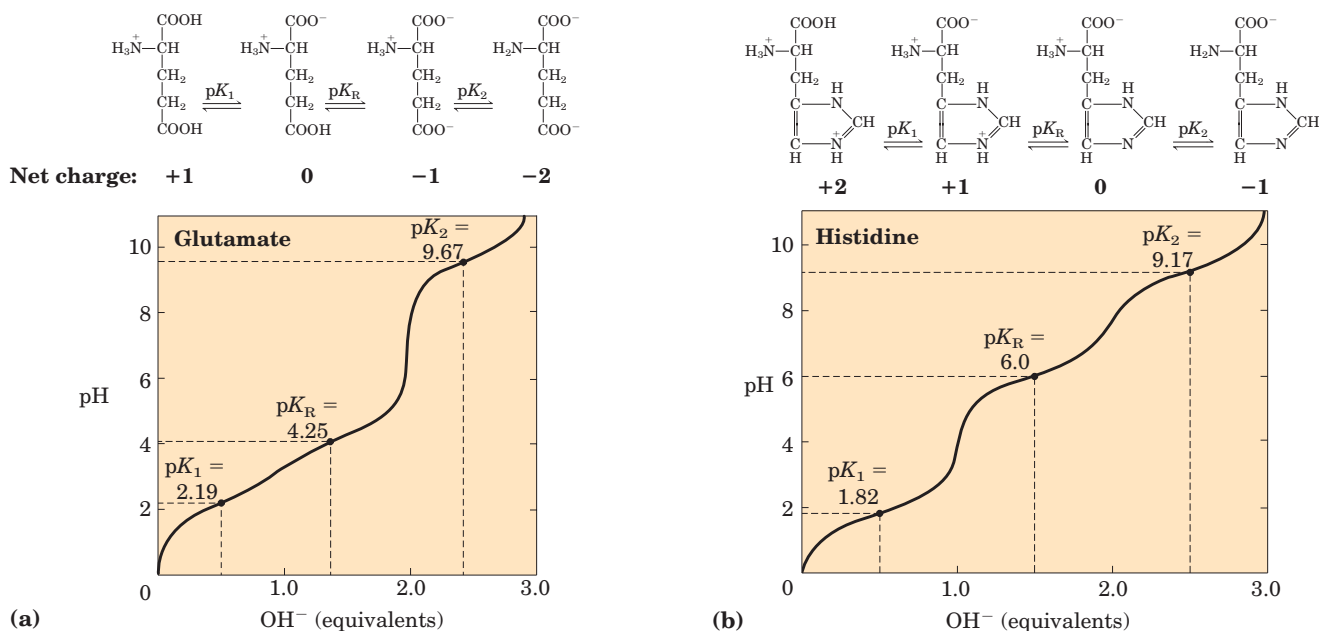 COOH
H₃N⁺—CH
CH₂
CH₂
COOH
pK₁
COO⁻
H₃N⁺—CH
CH₂
CH₂
COOH
pK_R
COO⁻
H₃N⁺—CH
CH₂
CH₂
COO⁻
pK₂
COO⁻
H₂N—CH
CH₂
CH₂
COO⁻
Net charge: +1 0 −1 −2
Glutamate
pK₂ =
9.67
pK_R =
4.25
pK₁ =
2.19
10
8
6
4
2
0
pH
1.0 2.0 3.0
OH⁻ (equivalents)
(a)
COOH
H₃N⁺—CH
CH₂
H
C N
CH
C N⁺
H H
pK₁
COO⁻
H₃N⁺—CH
CH₂
H
C N
CH
C N⁺
H H
pK_R
COO⁻
H₃N⁺—CH
CH₂
H
C N
CH
C N
H
pK₂
COO⁻
H₂N—CH
CH₂
H
C N
CH
C N
H
+2 +1 0 −1
Histidine
pK₂ =
9.17
pK_R =
6.0
pK₁ =
1.82
10
8
6
4
2
0
pH
1.0 2.0 3.0
OH⁻ (equivalents)
(b)